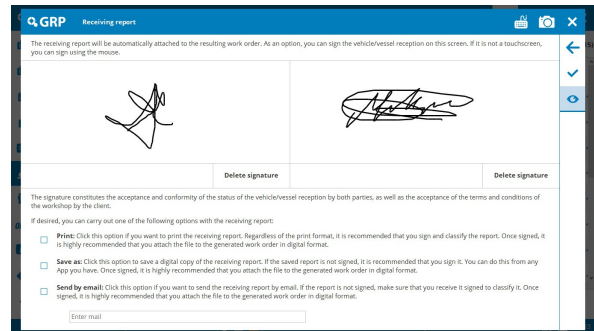 GRP Receiving report
The receiving report will be automatically attached to the resulting work order. As an option, you can sign the vehicle/vessel reception on this screen. If it is not a touchscreen,
you can sign using the mouse.
Delete signature Delete signature
The signature constitutes the acceptance and conformity of the status of the vehicle/vessel reception by both parties, as well as the acceptance of the terms and conditions of
the workshop by the client.
If desired, you can carry out one of the following options with the receiving report:
Print: Click this option if you want to print the receiving report. Regardless of the print format, it is recommended that you sign and classify the report. Once signed, it
is highly recommended that you attach the file to the generated work order in digital format.
Save as: Click this option to save a digital copy of the receiving report. If the saved report is not signed, it is recommended that you sign it. You can do this from any
App you have. Once signed, it is highly recommended that you attach the file to the generated work order in digital format.
Send by email: Click this option if you want to send the receiving report by email. If the report is not signed, make sure that you receive it signed to classify it. Once
signed, it is highly recommended that you attach the file to the generated work order in digital format.
Enter mail